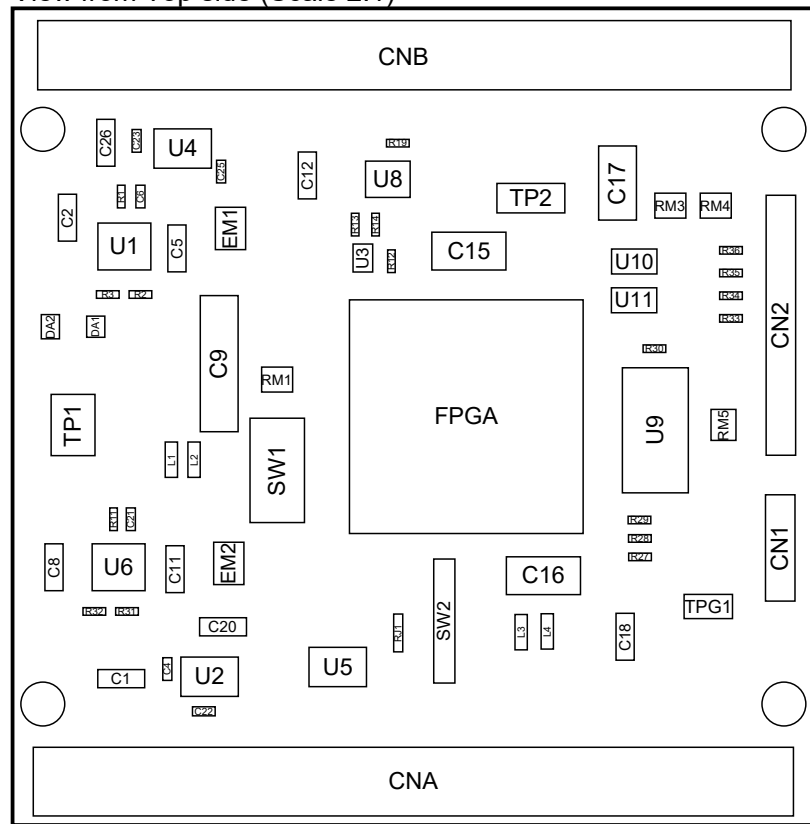 View from Top side (Scale 2:1)
CNB
C26
C23
U4
C25
C12
R19
U8
C17
TP2
RM3
RM4
C2
R1
C6
U1
C5
EM1
R13
R14
U3
R12
C15
U10
U11
R36
R35
R34
R33
CN2
R3
R2
DA2
DA1
C9
RM1
FPGA
R30
U9
RM5
TP1
L1
L2
SW1
R11
C21
C8
U6
C11
EM2
R32
R31
C20
C1
C4
U2
C22
U5
RJ1
SW2
C16
L3
L4
R29
R28
R27
C18
TPG1
CN1
CNA